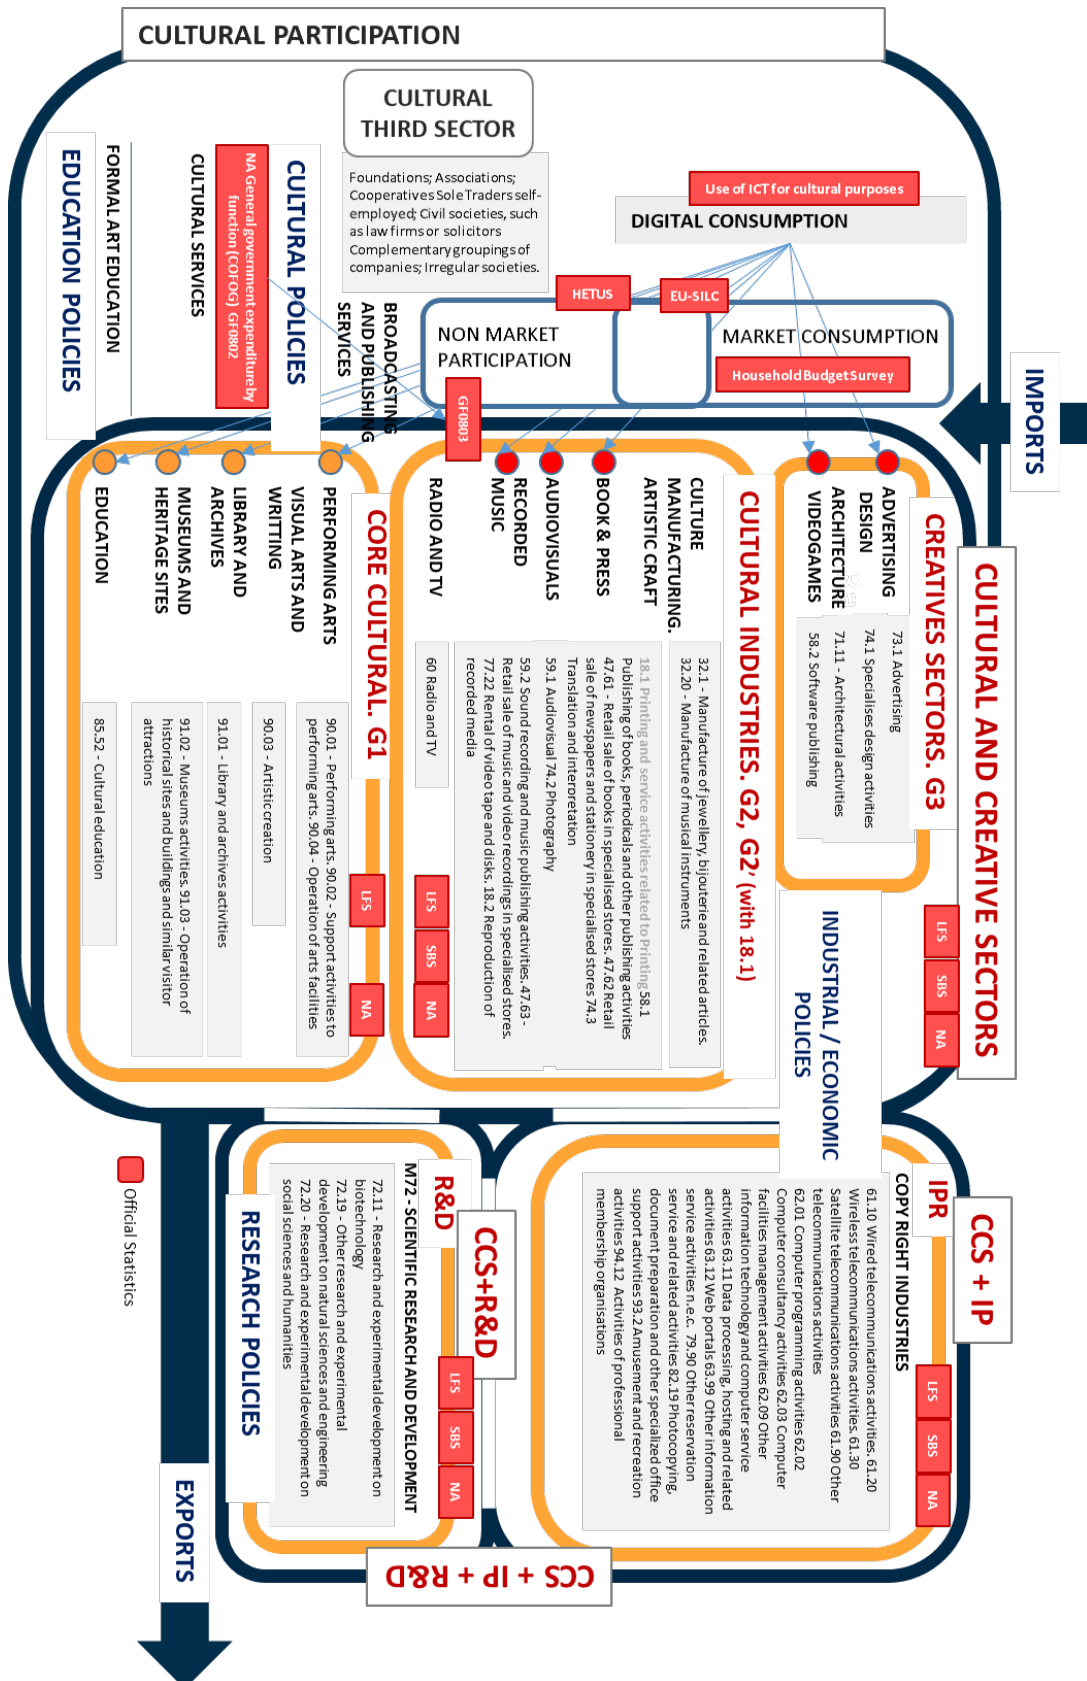 CULTURAL PARTICIPATION
CULTURAL
THIRD SECTOR
Foundations; Associations;
Cooperatives Sole Traders self-
employed; Civil societies, such
as law firms or solicitors
Complementary groupings of
companies; Irregular societies.
Use of ICT for cultural purposes
DIGITAL CONSUMPTION
HETUS
EU-SILC
NON MARKET
PARTICIPATION
MARKET CONSUMPTION
Household Budget Survey
EDUCATION POLICIES
FORMAL ART EDUCATION
CULTURAL SERVICES
NA General government expenditure by
function (COFOG) GF0802
CULTURAL POLICIES
BROADCASTING
AND PUBLISHING
SERVICES
GF0803
IMPORTS
CULTURAL AND CREATIVE SECTORS
LFS
SBS
NA
CREATIVES SECTORS. G3
ADVERTISING
DESIGN
ARCHITECTURE
VIDEOGAMES
73.1 Advertising
74.1 Specialises design activities
71.11 - Architectural activities
58.2 Software publishing
INDUSTRIAL / ECONOMIC
POLICIES
CULTURAL INDUSTRIES. G2, G2’ (with 18.1)
CULTURE
MANUFACTURING.
ARTISTIC CRAFT
BOOK & PRESS
AUDIOVISUALS
RECORDED
MUSIC
RADIO AND TV
32.1 - Manufacture of jewellery, bijouterie and related articles.
32.20 - Manufacture of musical instruments
18.1 Printing and service activities related to Printing 58.1
Publishing of books, periodicals and other publishing activities
47.61 - Retail sale of books in specialised stores. 47.62 Retail
sale of newspapers and stationery in specialised stores 74.3
Translation and interpretation
59.1 Audiovisual 74.2 Photography
59.2 Sound recording and music publishing activities. 47.63 -
Retail sale of music and video recordings in specialised stores.
77.22 Rental of video tape and disks. 18.2 Reproduction of
recorded media
60 Radio and TV
LFS
SBS
NA
CORE CULTURAL. G1
PERFORMING ARTS
VISUAL ARTS AND
WRITTING
LIBRARY AND
ARCHIVES
MUSEUMS AND
HERITAGE SITES
EDUCATION
90.01 - Performing arts. 90.02 - Support activities to
performing arts. 90.04 - Operation of arts facilities
90.03 - Artistic creation
91.01 - Library and archives activities
91.02 - Museums activities. 91.03 - Operation of
historical sites and buildings and similar visitor
attractions
85.52 - Cultural education
LFS
NA
CCS + IP
IPR
COPY RIGHT INDUSTRIES
61.10 Wired telecommunications activities. 61.20
Wireless telecommunications activities. 61.30
Satellite telecommunications activities 61.90 Other
telecommunications activities
62.01 Computer programming activities 62.02
Computer consultancy activities 62.03 Computer
facilities management activities 62.09 Other
information technology and computer service
activities 63.11 Data processing, hosting and related
activities 63.12 Web portals 63.99 Other information
service activities n.e.c. 79.90 Other reservation
service and related activities 82.19 Photocopying,
document preparation and other specialized office
support activities 93.2 Amusement and recreation
activities 94.12 Activities of professional
membership organisations
LFS
SBS
NA
CCS+R&D
R&D
M72 - SCIENTIFIC RESEARCH AND DEVELOPMENT
72.11 - Research and experimental development on
biotechnology
72.19 - Other research and experimental
development on natural sciences and engineering
72.20 - Research and experimental development on
social sciences and humanities
LFS
SBS
NA
RESEARCH POLICIES
CCS + IP + R&D
Official Statistics
EXPORTS